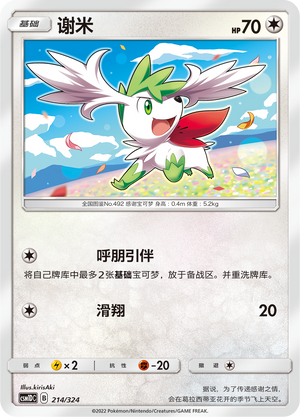 基础 谢米 HP70
全国图鉴No.492 感谢宝可梦 身高：0.4m 体重：5.2kg
呼朋引伴
将自己牌库中最多2张基础宝可梦，放于备战区。并重洗牌库。
滑翔 20
弱点 ×2 抗性 -20 撤退
Illus.kirisAki
CSM1DC B 214/324
据说，为了传递感谢之情，
会在葛拉西蒂亚变花开的季节飞上天空。
©2022 Pokémon/Nintendo/Creatures/GAME FREAK.